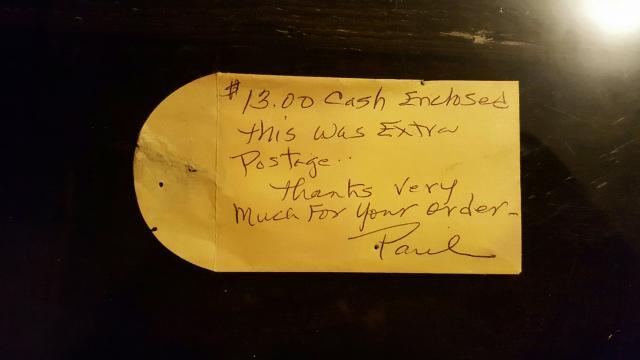 $13.00 Cash Enclosed
this was Extra
Postage..
thanks very
Much For Your order-
Paul